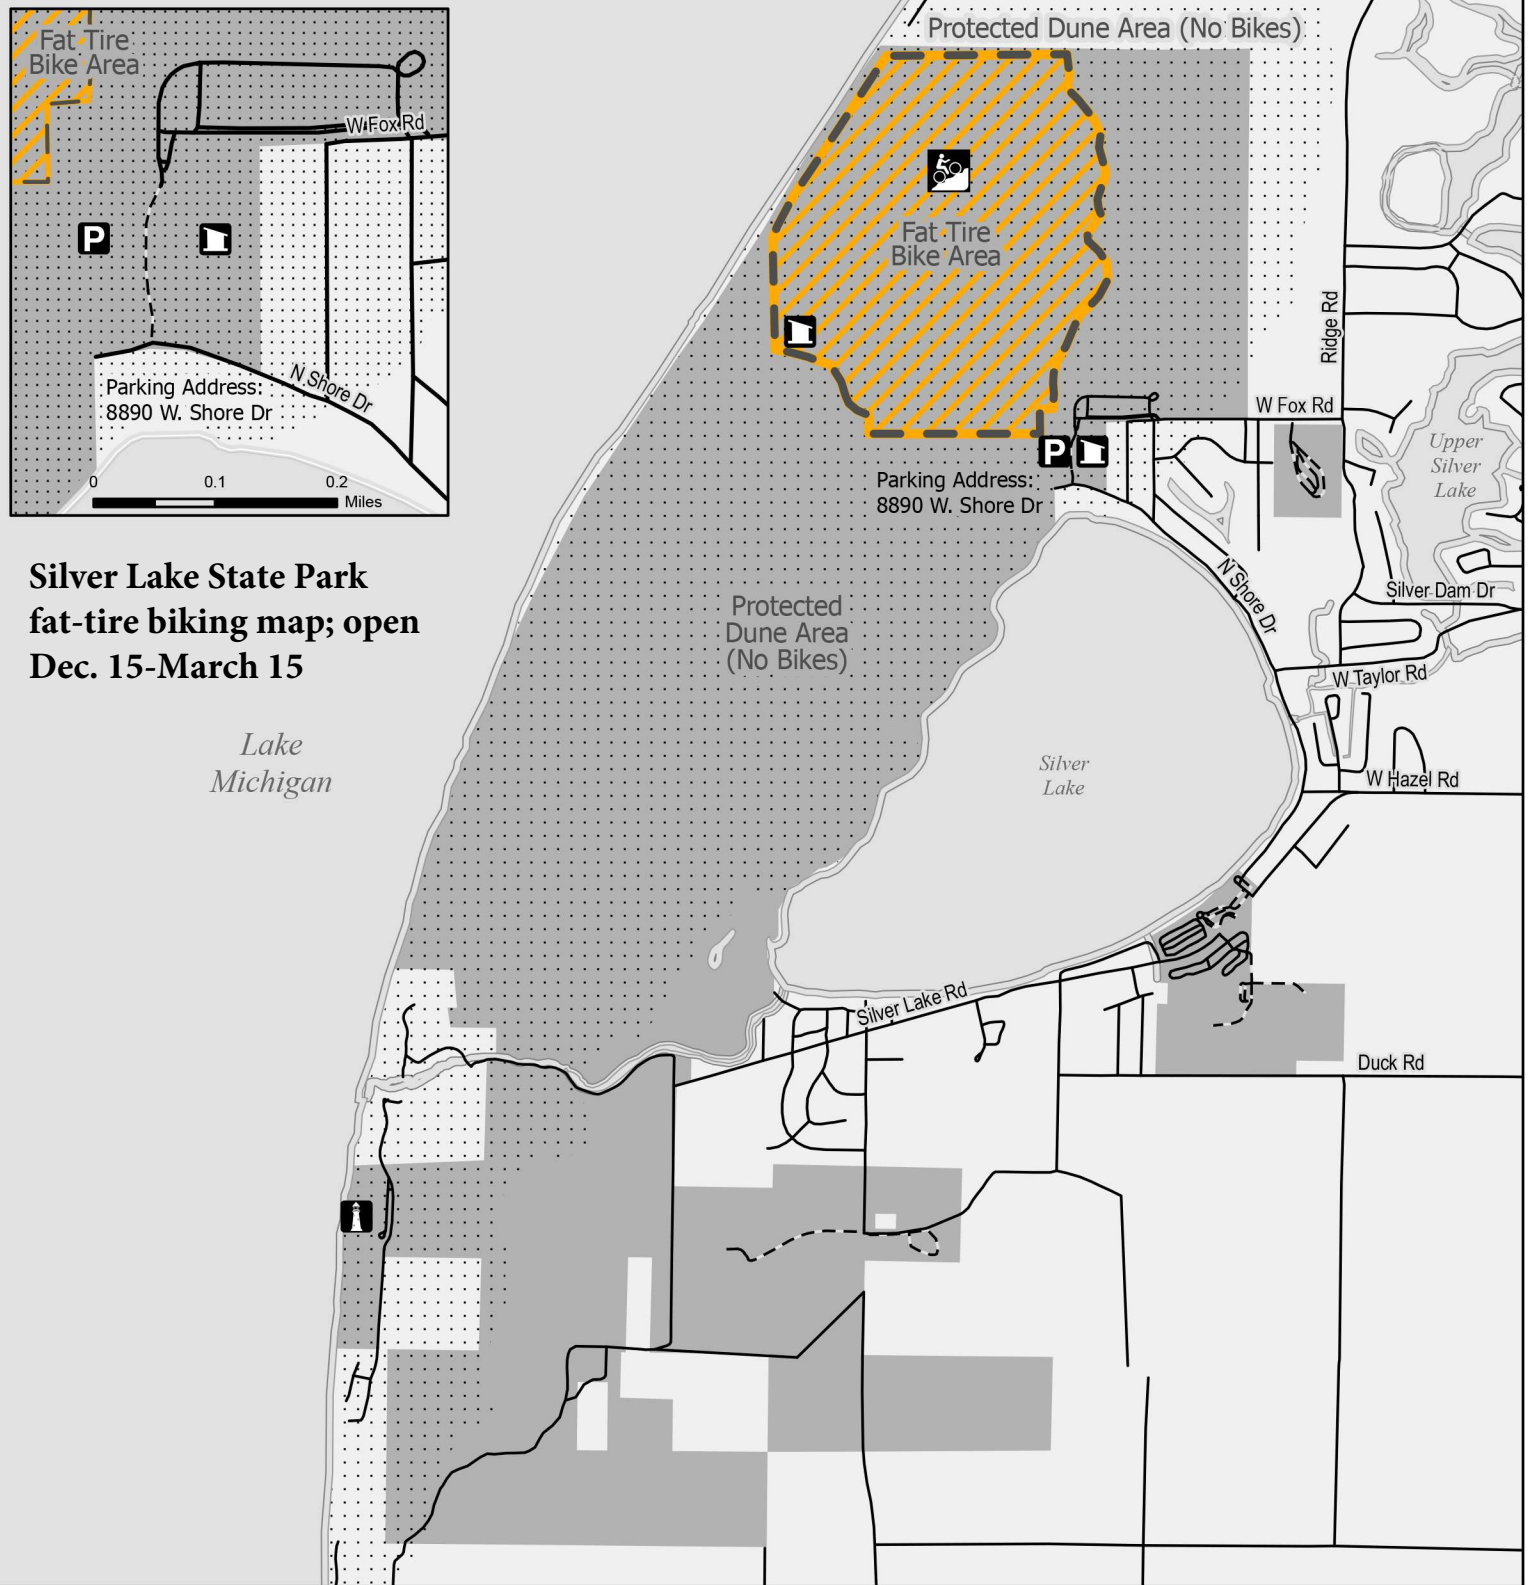 Fat Tire
Bike Area
W Fox Rd
P
N Shore Dr
Parking Address:
8890 W. Shore Dr
0 0.1 0.2
Miles
Silver Lake State Park
fat-tire biking map; open
Dec. 15-March 15
Lake
Michigan
Protected Dune Area (No Bikes)
Fat Tire
Bike Area
Ridge Rd
W Fox Rd
P
Parking Address:
8890 W. Shore Dr
Upper
Silver
Lake
N Shore Dr
Silver Dam Dr
Protected
Dune Area
(No Bikes)
W Taylor Rd
Silver
Lake
W Hazel Rd
Silver Lake Rd
Duck Rd